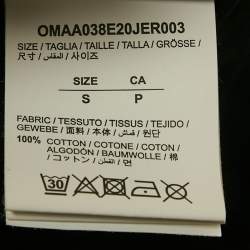 OMAA038E20JER003
SIZE / TAGLIA / TAILLE / TALLA / GRÖSSE /
尺寸 / المقاس / 사이즈
SIZE CA
S P
FABRIC / TESSUTO / TISSUS / TEJIDO /
GEWEBE / 面料 / 本体 / قماش / 원단
100% COTTON / COTONE / COTON /
ALGODÓN / BAUMWOLLE / 棉
/ コットン / القطن / 면
30